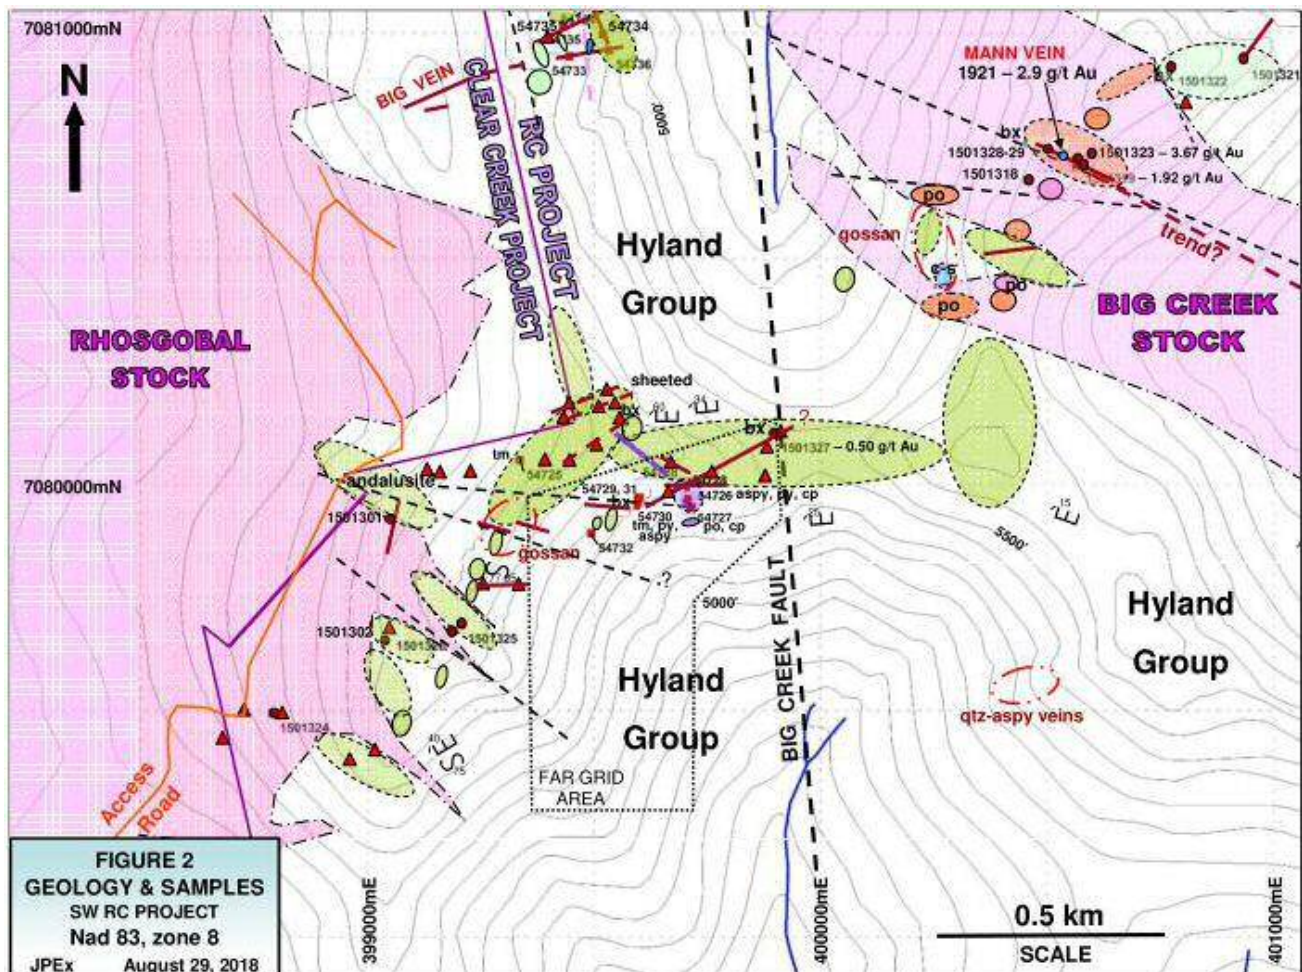 7081000mN
N
BIG VEIN
CLEAR CREEK PROJECT
RC PROJECT
54735
54734
54736
54733
5000'
MANN VEIN
1921 – 2.9 g/t Au
1501322
1501321
bx
1501328-29
1501323 – 3.67 g/t Au
– 1.92 g/t Au
1501318
po
gossan
trend?
po
po
Hyland
Group
BIG CREEK
STOCK
RHOSGOBAL
STOCK
sheeted
bx
bx
?
1501327 – 0.50 g/t Au
tm
54725
7080000mN
andalusite
54729, 31
54726
aspy, py, cp
bx
54730
54727
tm, py,
aspy
po, cp
1501301
54732
gossan
?
15
5500'
5000'
BIG CREEK FAULT
1501302
1501325
Hyland
Group
Hyland
Group
qtz-aspy veins
1501324
40
75
FAR GRID
AREA
Access
Road
FIGURE 2
GEOLOGY & SAMPLES
SW RC PROJECT
Nad 83, zone 8
JPEx August 29, 2018
399000mE
400000mE
401000mE
0.5 km
SCALE